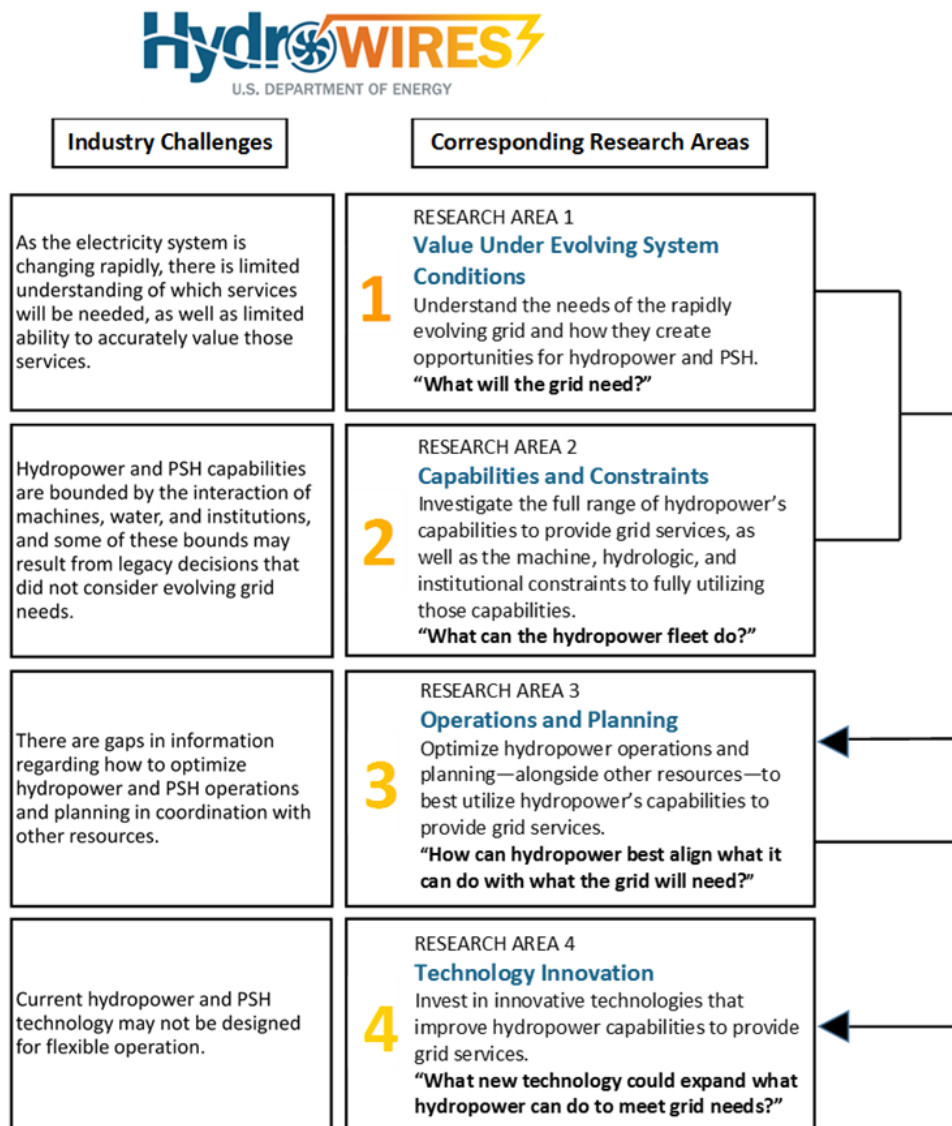 HydroWIRES
U.S. DEPARTMENT OF ENERGY
Industry Challenges
Corresponding Research Areas
As the electricity system is
changing rapidly, there is limited
understanding of which services
will be needed, as well as limited
ability to accurately value those
services.
1
RESEARCH AREA 1
Value Under Evolving System
Conditions
Understand the needs of the rapidly
evolving grid and how they create
opportunities for hydropower and PSH.
“What will the grid need?”
Hydropower and PSH capabilities
are bounded by the interaction of
machines, water, and institutions,
and some of these bounds may
result from legacy decisions that
did not consider evolving grid
needs.
2
RESEARCH AREA 2
Capabilities and Constraints
Investigate the full range of hydropower’s
capabilities to provide grid services, as
well as the machine, hydrologic, and
institutional constraints to fully utilizing
those capabilities.
“What can the hydropower fleet do?”
There are gaps in information
regarding how to optimize
hydropower and PSH operations
and planning in coordination with
other resources.
3
RESEARCH AREA 3
Operations and Planning
Optimize hydropower operations and
planning—alongside other resources—to
best utilize hydropower’s capabilities to
provide grid services.
“How can hydropower best align what it
can do with what the grid will need?”
Current hydropower and PSH
technology may not be designed
for flexible operation.
4
RESEARCH AREA 4
Technology Innovation
Invest in innovative technologies that
improve hydropower capabilities to provide
grid services.
“What new technology could expand what
hydropower can do to meet grid needs?”